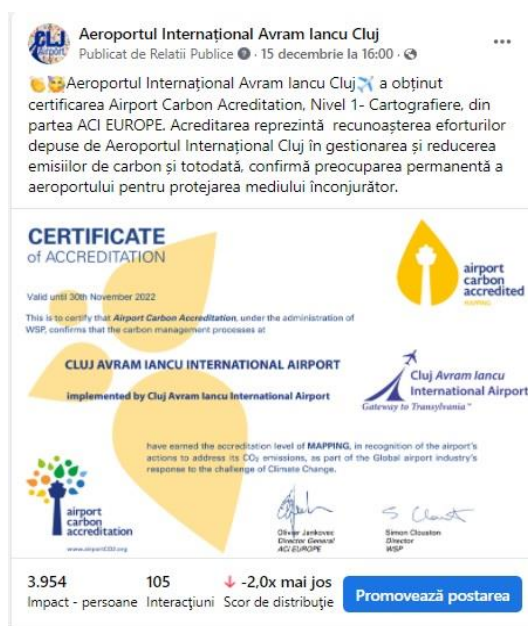 Aeroportul Internațional Avram Iancu Cluj
Publicat de Relatii Publice · 15 decembrie la 16:00 ·
Aeroportul Internațional Avram Iancu Cluj a obținut
certificarea Airport Carbon Acreditation, Nivel 1- Cartografiere, din
partea ACI EUROPE. Acreditarea reprezintă recunoașterea eforturilor
depuse de Aeroportul Internațional Cluj în gestionarea și reducerea
emisiilor de carbon și totodată, confirmă preocuparea permanentă a
aeroportului pentru protejarea mediului înconjurător.
CERTIFICATE
of ACCREDITATION
airport
carbon
accredited
MAPPING
Valid until 30th November 2022
This is to certify that Airport Carbon Accreditation, under the administration of
WSP, confirms that the carbon management processes at
CLUJ AVRAM IANCU INTERNATIONAL AIRPORT
implemented by Cluj Avram Iancu International Airport
Cluj Avram Iancu
International Airport
Gateway to Transylvania
have earned the accreditation level of MAPPING, in recognition of the airport's
actions to address its CO₂ emissions, as part of the Global airport industry's
response to the challenge of Climate Change.
airport
carbon
accreditation
www.airportCO2.org
Olivier Jankovec
Director General
ACI EUROPE
Simon Clouston
Director
WSP
3.954
Impact - persoane
105
Interacțiuni
-2,0x mai jos
Scor de distribuție
Promovează postarea